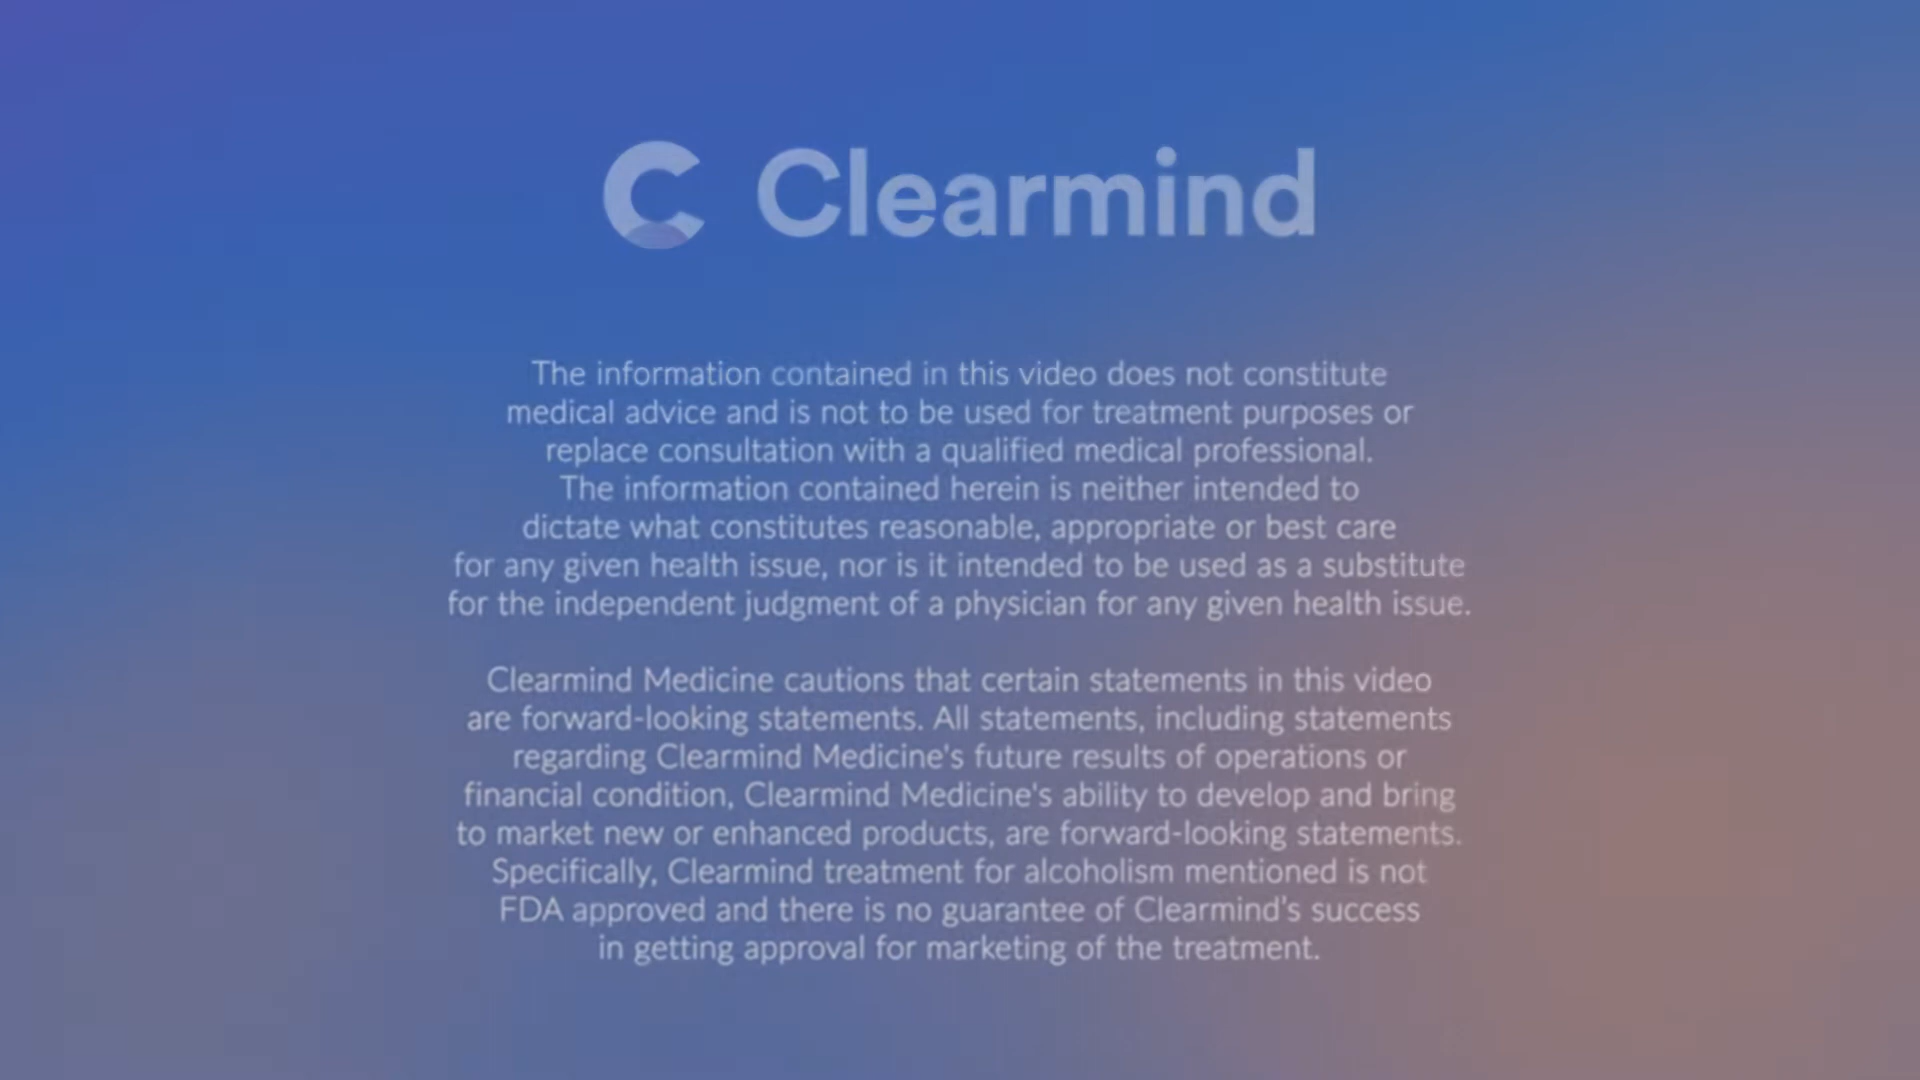 Clearmind
The information contained in this video does not constitute
medical advice and is not to be used for treatment purposes or
replace consultation with a qualified medical professional.
The information contained herein is neither intended to
dictate what constitutes reasonable, appropriate or best care
for any given health issue, nor is it intended to be used as a substitute
for the independent judgment of a physician for any given health issue.
Clearmind Medicine cautions that certain statements in this video
are forward-looking statements. All statements, including statements
regarding Clearmind Medicine's future results of operations or
financial condition, Clearmind Medicine's ability to develop and bring
to market new or enhanced products, are forward-looking statements.
Specifically, Clearmind treatment for alcoholism mentioned is not
FDA approved and there is no guarantee of Clearmind's success
in getting approval for marketing of the treatment.